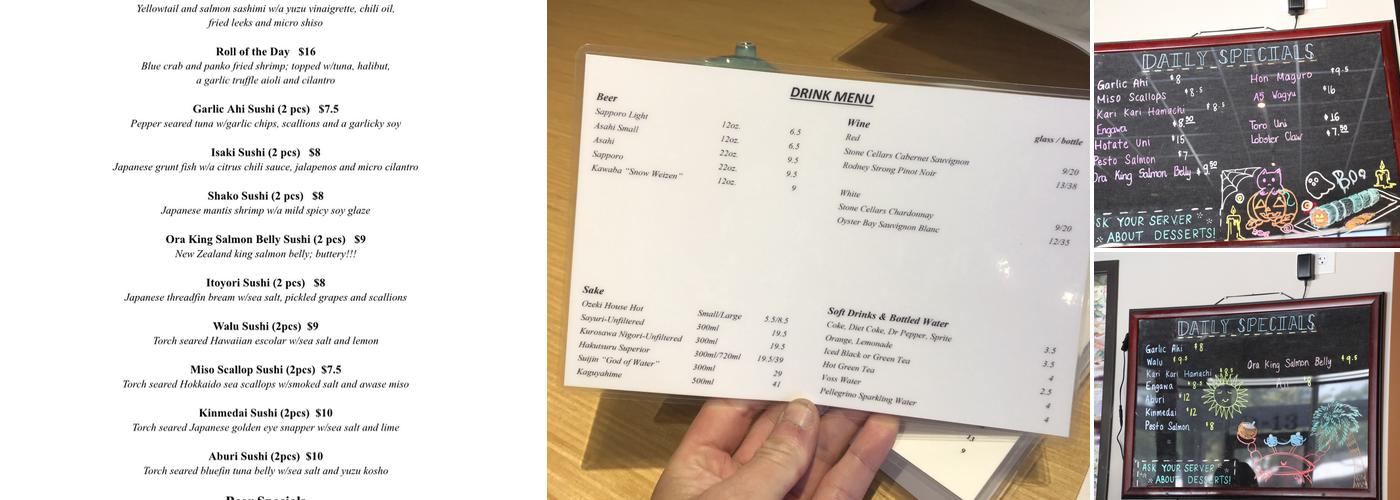 Yellowtail and salmon sashimi w/a yuzu vinaigrette, chili oil,
fried leeks and micro shiso
Roll of the Day $16
Blue crab and panko fried shrimp; topped w/tuna, halibut,
a garlic truffle aioli and cilantro
Garlic Ahi Sushi (2 pcs) $7.5
Pepper seared tuna w/garlic chips, scallions and a garlicky soy
Isaki Sushi (2 pcs) $8
Japanese grunt fish w/a citrus chili sauce, jalapenos and micro cilantro
Shako Sushi (2 pcs) $8
Japanese mantis shrimp w/a mild spicy soy glaze
Ora King Salmon Belly Sushi (2 pcs) $9
New Zealand king salmon belly; buttery!!!
Itoyori Sushi (2 pcs) $8
Japanese threadfin bream w/sea salt, pickled grapes and scallions
Walu Sushi (2pcs) $9
Torch seared Hawaiian escolar w/sea salt and lemon
Miso Scallop Sushi (2pcs) $7.5
Torch seared Hokkaido sea scallops w/smoked salt and awase miso
Kinmedai Sushi (2pcs) $10
Torch seared Japanese golden eye snapper w/sea salt and lime
Aburi Sushi (2pcs) $10
Torch seared bluefin tuna belly w/sea salt and yuzu kosho
DRINK MENU
Beer
Sapporo Light 12oz. 6.5
Asahi Small 12oz. 6.5
Asahi 22oz. 9.5
Sapporo 22oz. 9.5
Kawaba "Snow Weizen" 12oz. 9
Wine glass / bottle
Red
Stone Cellars Cabernet Sauvignon 9/20
Rodney Strong Pinot Noir 13/38
White
Stone Cellars Chardonnay 9/20
Oyster Bay Sauvignon Blanc 12/35
Sake
Ozeki House Hot Small/Large 5.5/8.5
Sayuri-Unfiltered 300ml 19.5
Kurosawa Nigori-Unfiltered 300ml 19.5
Hakutsuru Superior 300ml/720ml 19.5/39
Suijin "God of Water" 300ml 29
Kaguyahime 500ml 41
Soft Drinks & Bottled Water
Coke, Diet Coke, Dr Pepper, Sprite 3.5
Orange, Lemonade 3.5
Iced Black or Green Tea 4
Hot Green Tea 2.5
Voss Water 4
Pellegrino Sparkling Water 4
13
9
DAILY SPECIALS
Garlic Ahi $8
Miso Scallops $8.5
Kari Kari Hamachi $8.5
Engawa $8.50
Hotate Uni $15
Pesto Salmon $7
Ora King Salmon Belly $9.50
Hon Maguro $9.5
A5 Wagyu $16
Toro Uni $16
Lobster Claw $7.50
BOO
ASK YOUR SERVER
ABOUT DESSERTS!
DAILY SPECIALS
Garlic Ahi $8
Walu $9.5
Kari Kari Hamachi $8.5
Engawa $8.5
Aburi $12
Kinmedai $12
Pesto Salmon $8
Ora King Salmon Belly $9.5
ASK YOUR SERVER
ABOUT DESSERTS!